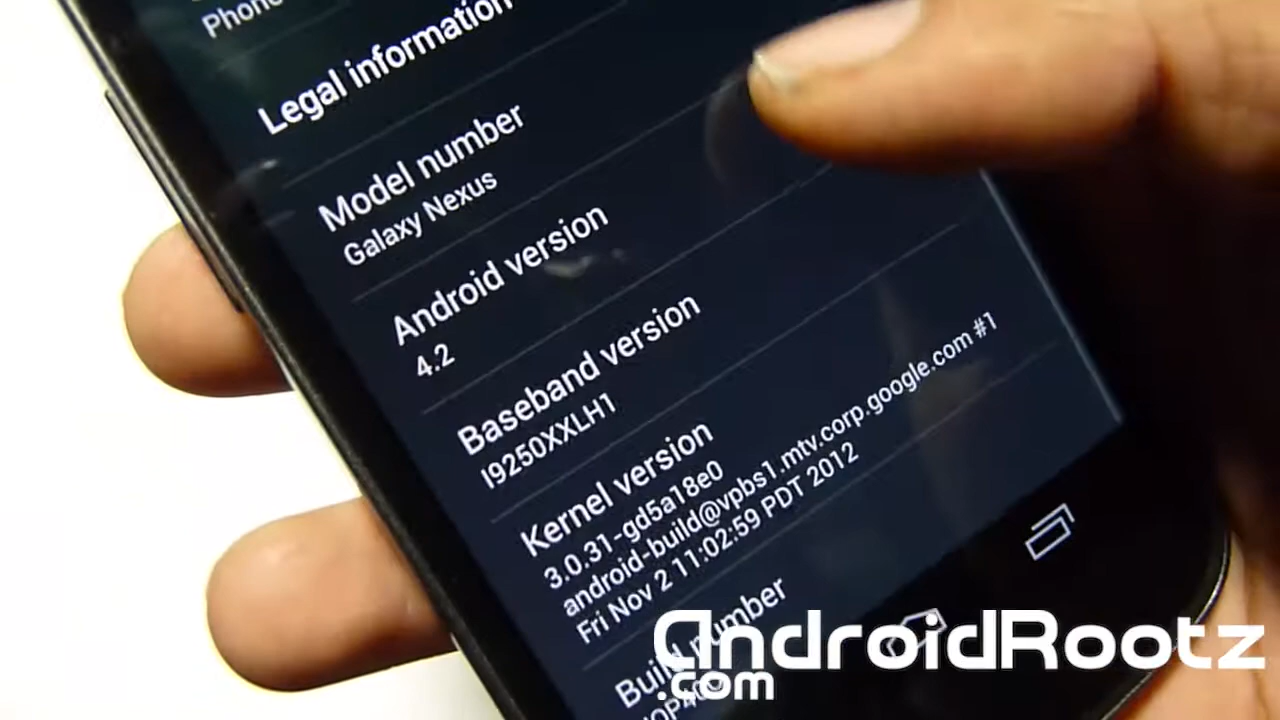 Phone
Legal information
Model number
Galaxy Nexus
Android version
4.2
Baseband version
I9250XXLH1
Kernel version
3.0.31-gd5a18e0
android-build@vpbs1.mtv.corp.google.com #1
Fri Nov 2 11:02:59 PDT 2012
Build number
AndroidRootz
.com